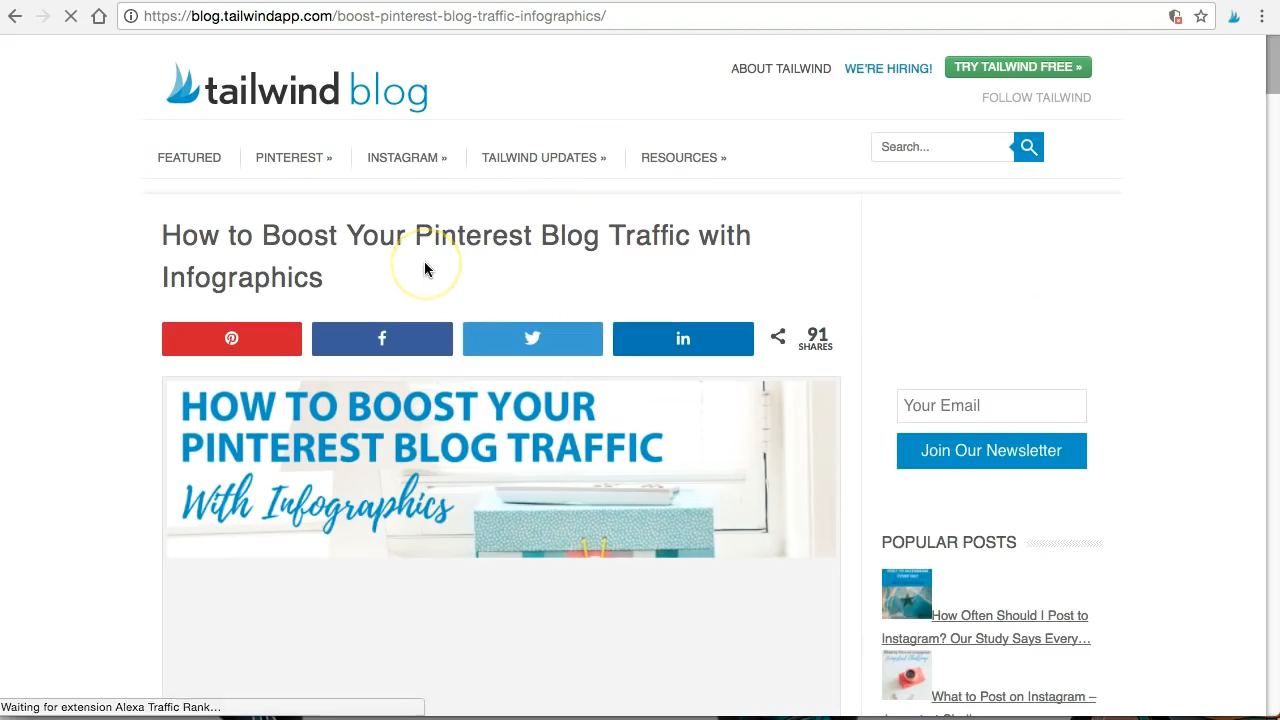 https://blog.tailwindapp.com/boost-pinterest-blog-traffic-infographics/
tailwind blog
ABOUT TAILWIND
WE'RE HIRING!
TRY TAILWIND FREE »
FOLLOW TAILWIND
FEATURED
PINTEREST »
INSTAGRAM »
TAILWIND UPDATES »
RESOURCES »
Search...
How to Boost Your Pinterest Blog Traffic with
Infographics
91
SHARES
HOW TO BOOST YOUR
PINTEREST BLOG TRAFFIC
With Infographics
Your Email
Join Our Newsletter
POPULAR POSTS
How Often Should I Post to
Instagram? Our Study Says Every…
What to Post on Instagram –
Waiting for extension Alexa Traffic Rank...